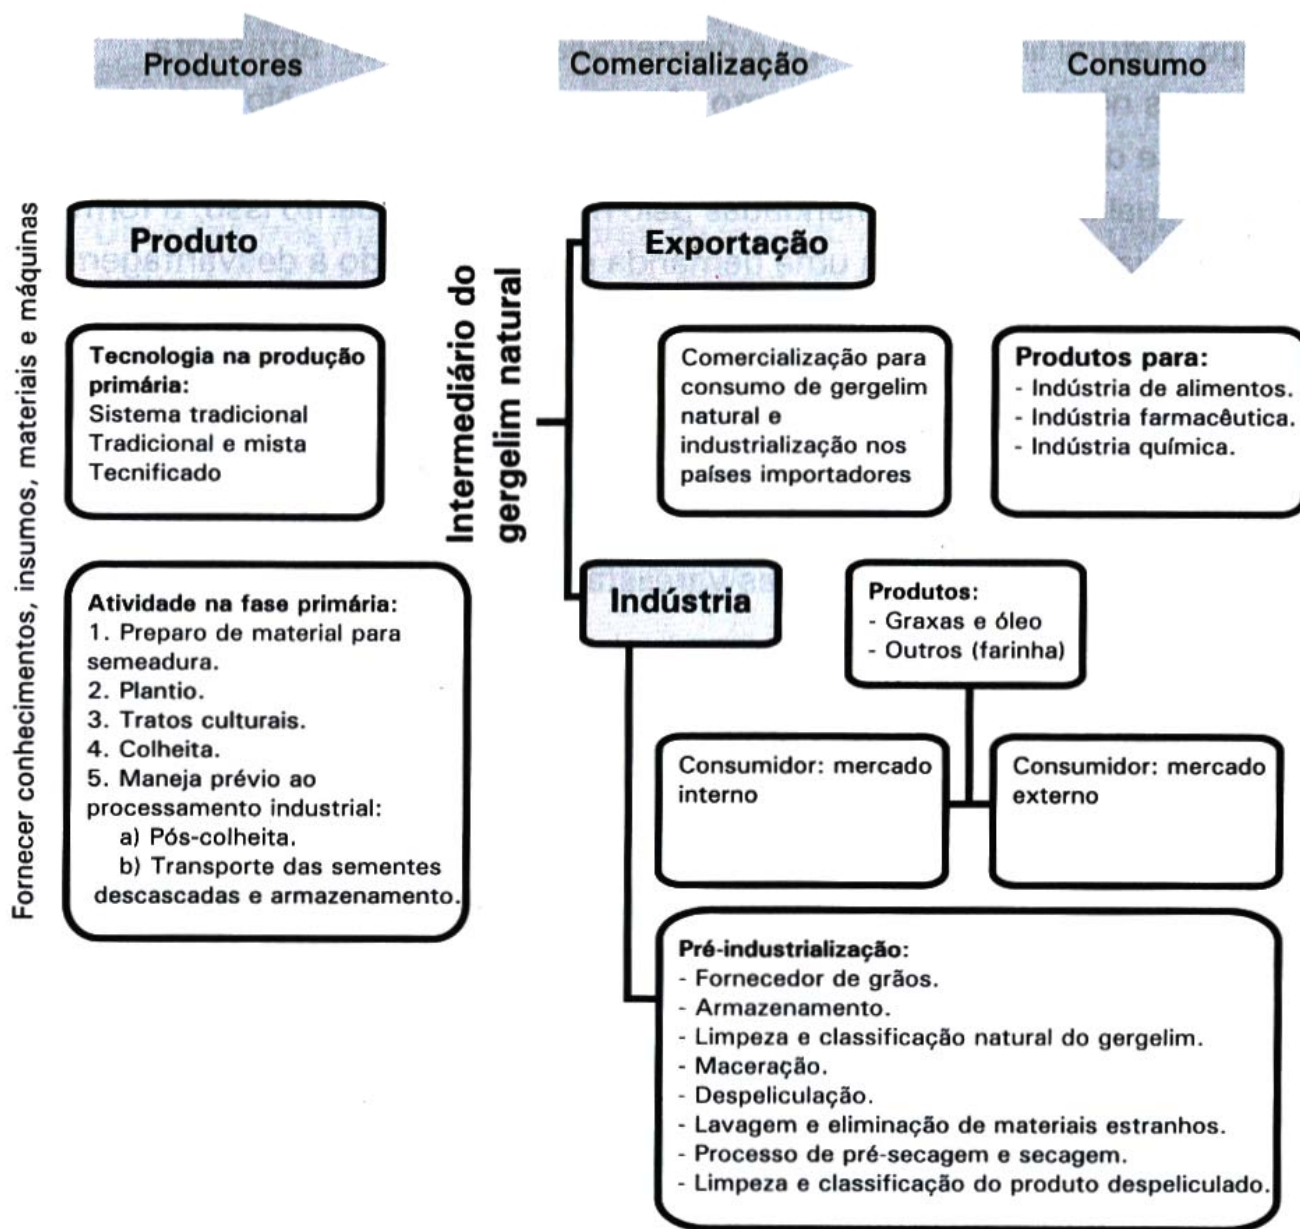 Produtores
Comercialização
Consumo
Fornecer conhecimentos, insumos, materiais e máquinas
Produto
Tecnologia na produção
primária:
Sistema tradicional
Tradicional e mista
Tecnificado
Atividade na fase primária:
1. Preparo de material para
semeadura.
2. Plantio.
3. Tratos culturais.
4. Colheita.
5. Maneja prévio ao
processamento industrial:
a) Pós-colheita.
b) Transporte das sementes
descascadas e armazenamento.
Intermediário do
gergelim natural
Exportação
Comercialização para
consumo de gergelim
natural e
industrialização nos
países importadores
Produtos para:
- Indústria de alimentos.
- Indústria farmacêutica.
- Indústria química.
Indústria
Produtos:
- Graxas e óleo
- Outros (farinha)
Consumidor: mercado
interno
Consumidor: mercado
externo
Pré-industrialização:
- Fornecedor de grãos.
- Armazenamento.
- Limpeza e classificação natural do gergelim.
- Maceração.
- Despeliculação.
- Lavagem e eliminação de materiais estranhos.
- Processo de pré-secagem e secagem.
- Limpeza e classificação do produto despeliculado.